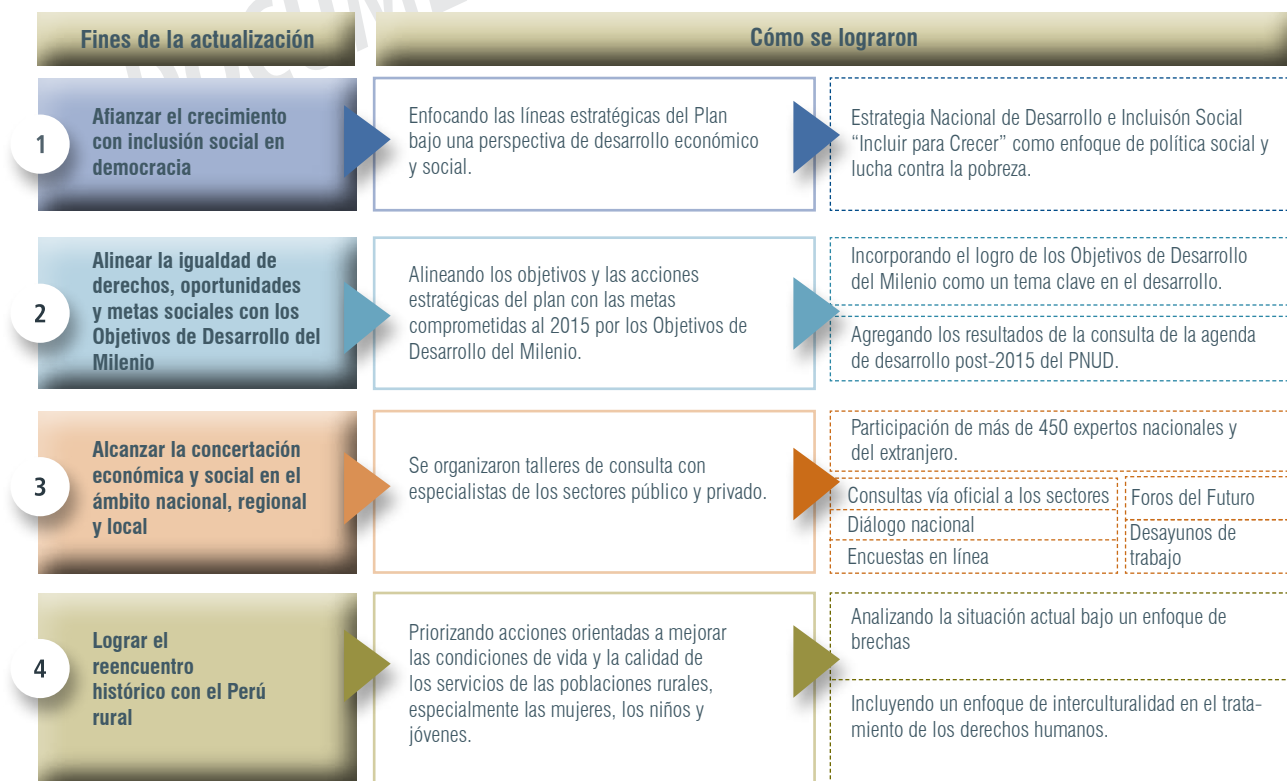 DOCUME
Fines de la actualización
Cómo se lograron
1
Afianzar el crecimiento
con inclusión social en
democracia
Enfocando las líneas estratégicas del Plan
bajo una perspectiva de desarrollo económico
y social.
Estrategia Nacional de Desarrollo e Incluisón Social
“Incluir para Crecer” como enfoque de política social y
lucha contra la pobreza.
2
Alinear la igualdad de
derechos, oportunidades
y metas sociales con los
Objetivos de Desarrollo del
Milenio
Alineando los objetivos y las acciones
estratégicas del plan con las metas
comprometidas al 2015 por los Objetivos de
Desarrollo del Milenio.
Incorporando el logro de los Objetivos de Desarrollo
del Milenio como un tema clave en el desarrollo.
Agregando los resultados de la consulta de la agenda
de desarrollo post-2015 del PNUD.
3
Alcanzar la concertación
económica y social en el
ámbito nacional, regional
y local
Se organizaron talleres de consulta con
especialistas de los sectores público y privado.
Participación de más de 450 expertos nacionales y
del extranjero.
Consultas vía oficial a los sectores
Diálogo nacional
Encuestas en línea
Foros del Futuro
Desayunos de
trabajo
4
Lograr el
reencuentro
histórico con el Perú
rural
Priorizando acciones orientadas a mejorar
las condiciones de vida y la calidad de
los servicios de las poblaciones rurales,
especialmente las mujeres, los niños y
jóvenes.
Analizando la situación actual bajo un enfoque de
brechas
Incluyendo un enfoque de interculturalidad en el trata-
miento de los derechos humanos.